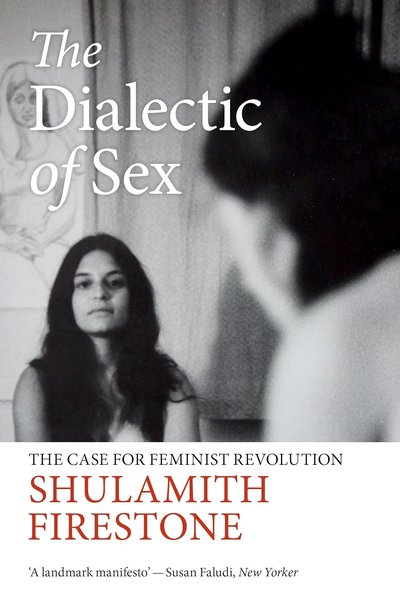 The
Dialectic
of Sex
THE CASE FOR FEMINIST REVOLUTION
SHULAMITH
FIRESTONE
‘A landmark manifesto’ — Susan Faludi, New Yorker